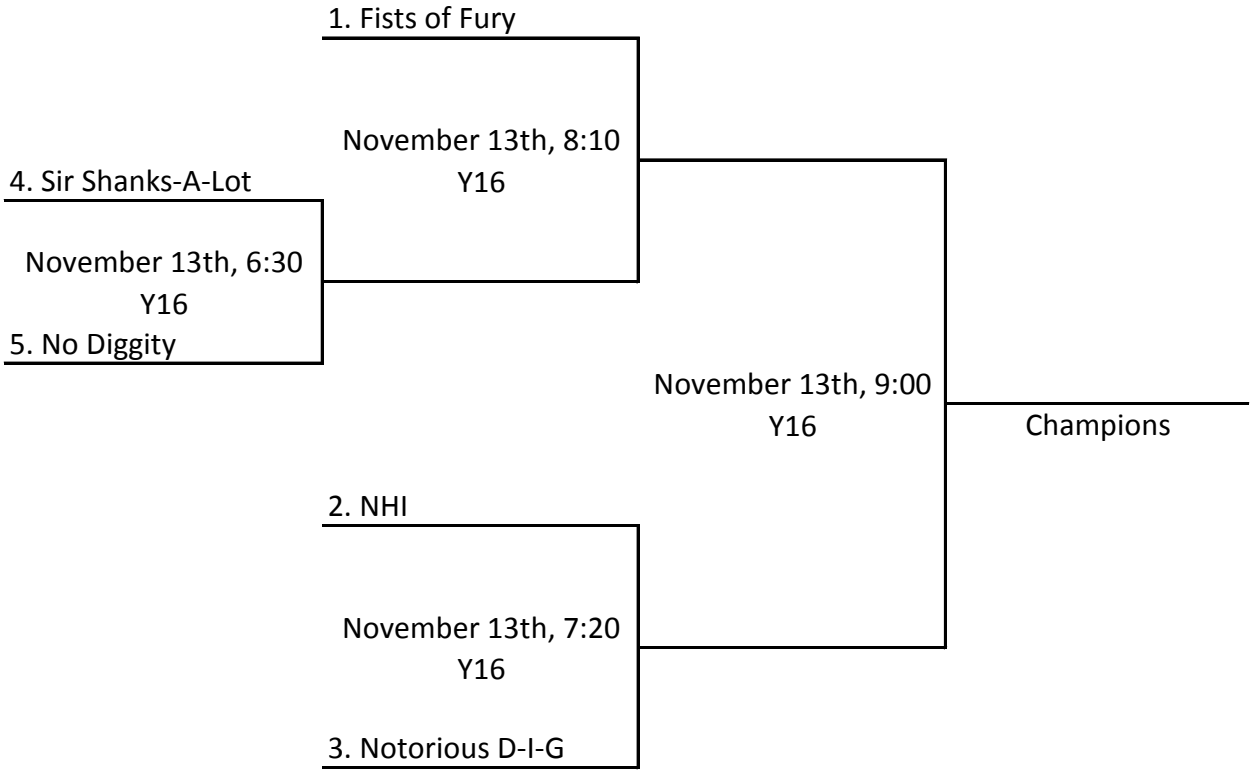 1. Fists of Fury
November 13th, 8:10
Y16
4. Sir Shanks-A-Lot
November 13th, 6:30
Y16
5. No Diggity
November 13th, 9:00
Y16
Champions
2. NHI
November 13th, 7:20
Y16
3. Notorious D-I-G